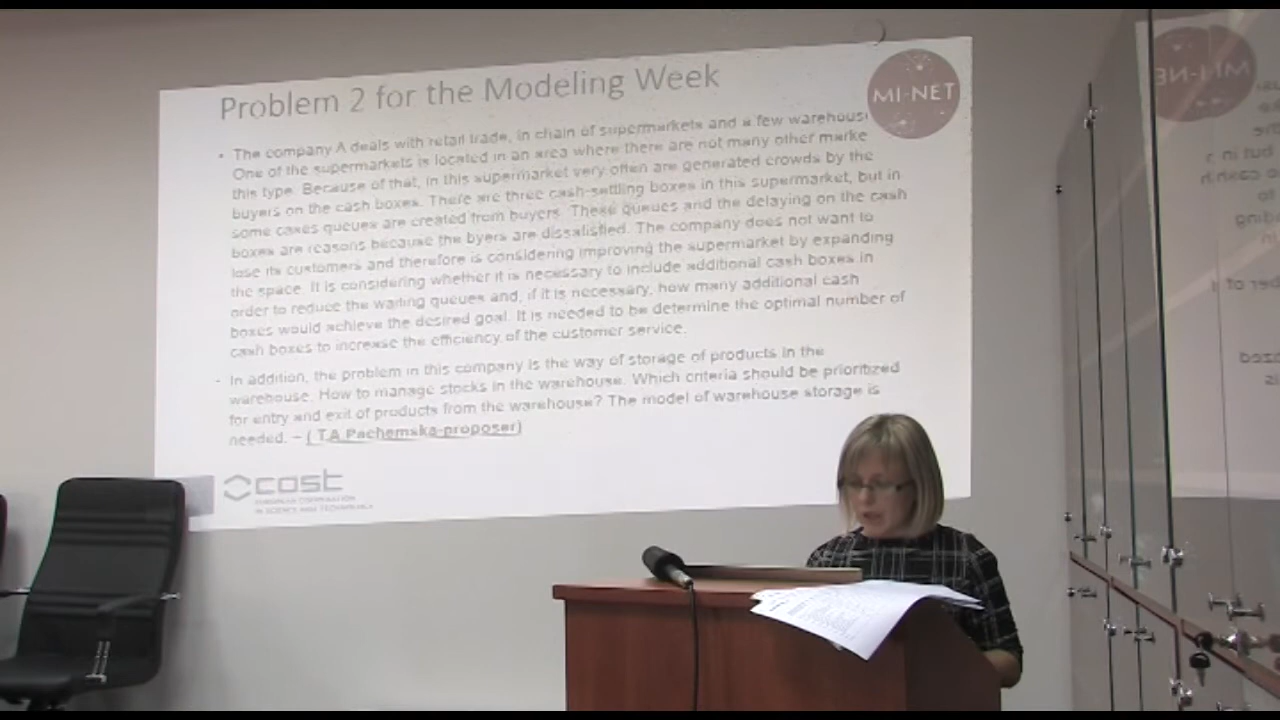 Problem 2 for the Modeling Week
MI-NET
• The company A deals with retail trade, in chain of supermarkets and a few
One of the supermarkets is located in an area where there are not many other
this type. Because of that, in this supermarket very often are generated crowds by the
buyers on the cash boxes. There are three cash-settling boxes in this supermarket, but in
some cases queues are created from buyers. These queues and the delaying on the cash
boxes are reasons because the byers are dissatisfied. The company does not want to
lose its customers and therefore is considering improving the supermarket by expanding
the space. It is considering whether it is necessary to include additional cash boxes in
order to reduce the waiting queues and, if it is necessary, how many additional cash
boxes would achieve the desired goal. It is needed to be determine the optimal number of
cash boxes to increase the efficiency of the customer service.
- In addition, the problem in this company is the way of storage of products in the
warehouse. How to manage stocks in the warehouse. Which criteria should be prioritized
for entry and exit of products from the warehouse? The model of warehouse storage is
needed. – ( T.A Pachemska-proposer)
cost
EUROPEAN COOPERATION
IN SCIENCE AND TECHNOLOGY